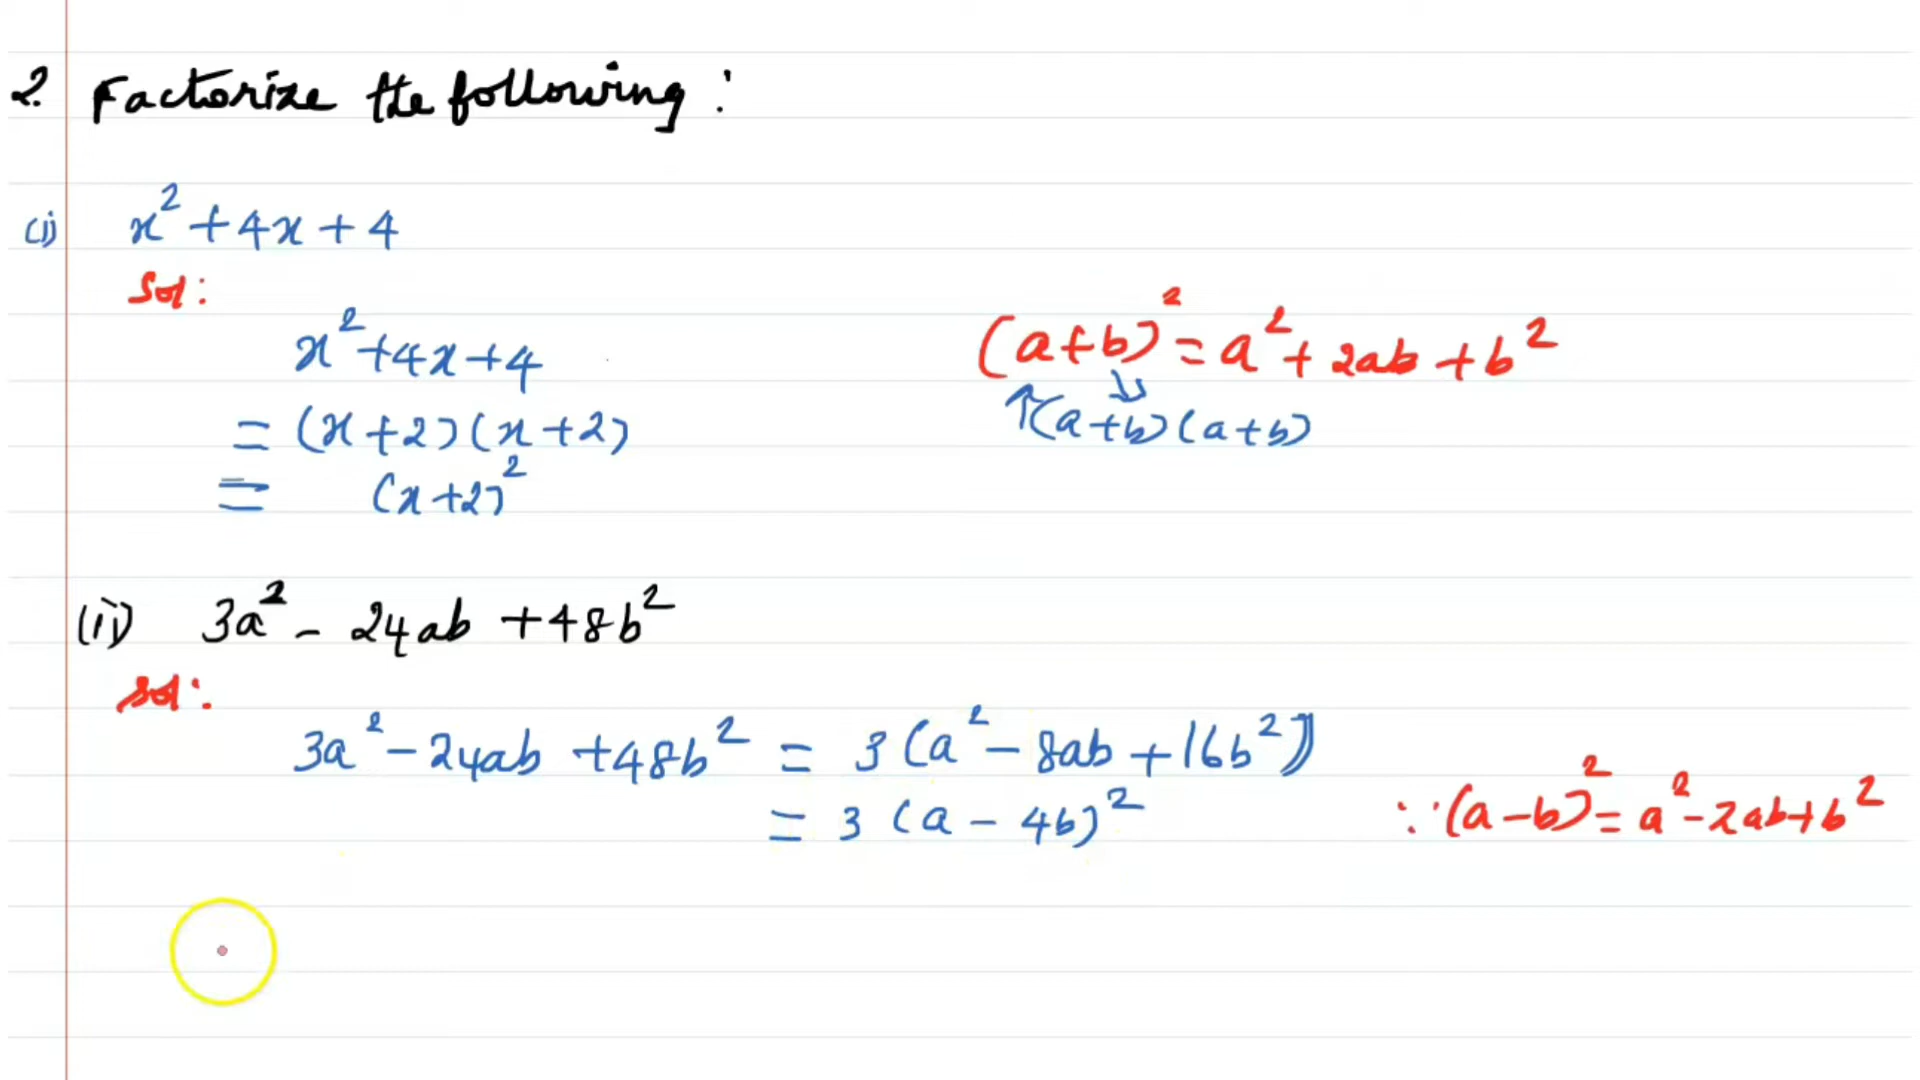 2. Factorize the following:
(i) x² + 4x + 4
Sol:
x² + 4x + 4
(a+b)² = a² + 2ab + b²
= (x+2)(x+2)
(a+b)(a+b)
= (x+2)²
(ii) 3a² - 24ab + 48b²
Sol:
3a² - 24ab + 48b² = 3(a² - 8ab + 16b²)
= 3(a - 4b)²
∵ (a-b)² = a² - 2ab + b²